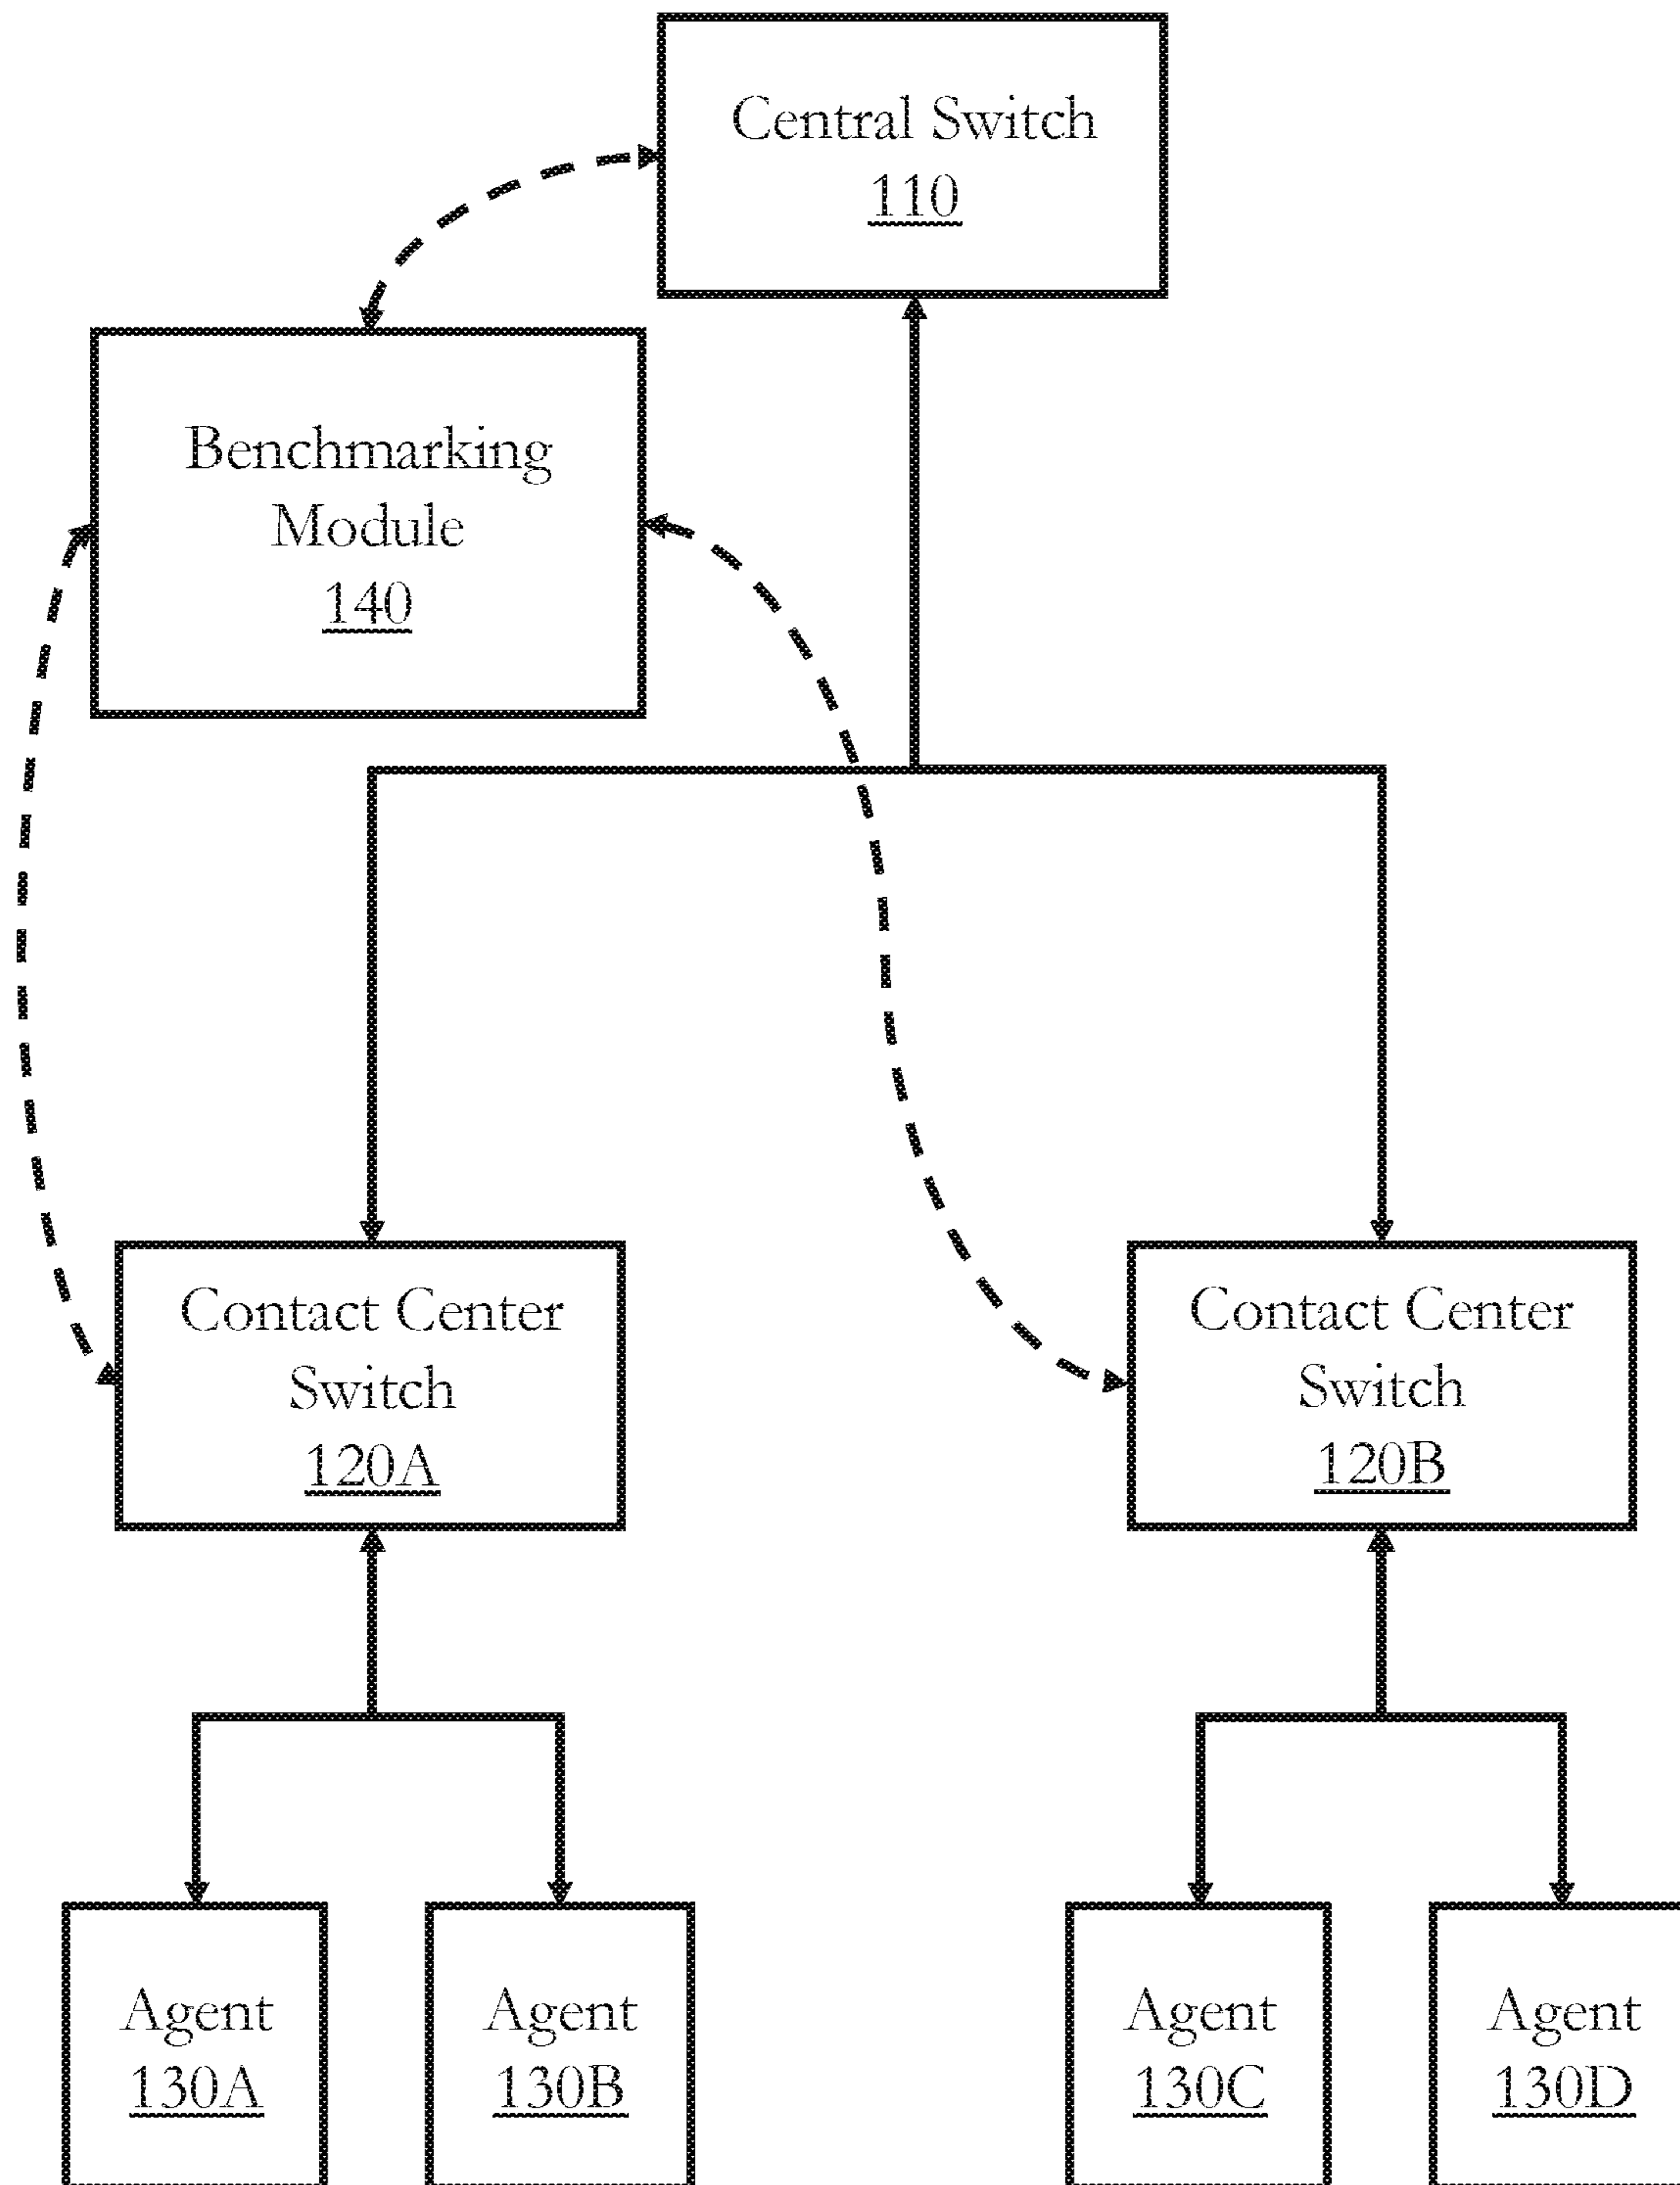 Central Switch
110
Benchmarking
Module
140
Contact Center
Switch
120A
Contact Center
Switch
120B
Agent
130A
Agent
130B
Agent
130C
Agent
130D